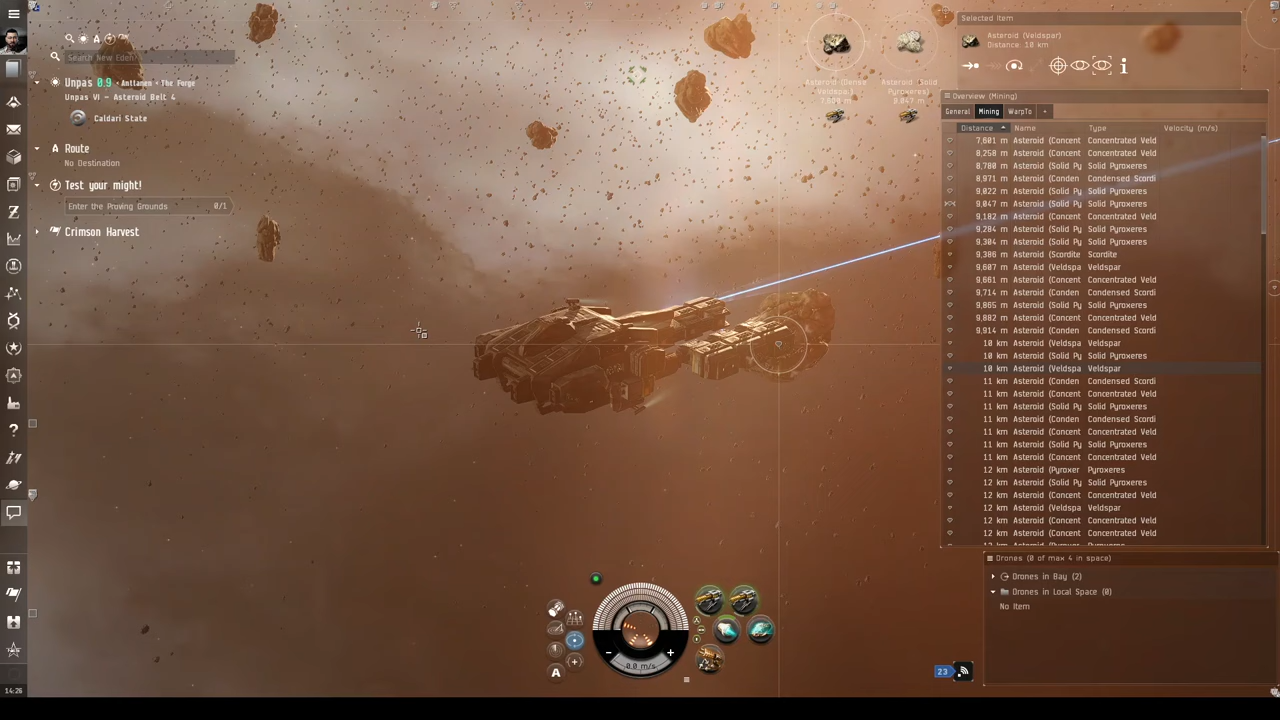 Search New Eden
Unpas 0.9 < Anttanen < The Forge
Unpas VI - Asteroid Belt 4
Caldari State
Route
No Destination
Test your might!
Enter the Proving Grounds 0/1
Crimson Harvest
Asteroid (Dense
Asteroid (Solid
Pyroxeres)
9,047 m
Selected Item
Asteroid (Veldspar)
Distance: 10 km
Overview (Mining)
General Mining WarpTo
Distance Name Type Velocity (m/s)
7,601 m Asteroid (Concent Concentrated Veld
8,258 m Asteroid (Concent Concentrated Veld
8,780 m Asteroid (Solid Py Solid Pyroxeres
8,971 m Asteroid (Conden Condensed Scordi
9,022 m Asteroid (Solid Py Solid Pyroxeres
9,047 m Asteroid (Solid Py Solid Pyroxeres
9,182 m Asteroid (Concent Concentrated Veld
9,284 m Asteroid (Solid Py Solid Pyroxeres
9,304 m Asteroid (Solid Py Solid Pyroxeres
9,386 m Asteroid (Scordite Scordite
9,607 m Asteroid (Veldspa Veldspar
9,661 m Asteroid (Concent Concentrated Veld
9,714 m Asteroid (Conden Condensed Scordi
9,865 m Asteroid (Solid Py Solid Pyroxeres
9,882 m Asteroid (Concent Concentrated Veld
9,914 m Asteroid (Conden Condensed Scordi
10 km Asteroid (Veldspa Veldspar
10 km Asteroid (Solid Py Solid Pyroxeres
10 km Asteroid (Veldspa Veldspar
11 km Asteroid (Conden Condensed Scordi
11 km Asteroid (Concent Concentrated Veld
11 km Asteroid (Solid Py Solid Pyroxeres
11 km Asteroid (Conden Condensed Scordi
11 km Asteroid (Concent Concentrated Veld
11 km Asteroid (Solid Py Solid Pyroxeres
11 km Asteroid (Concent Concentrated Veld
12 km Asteroid (Pyroxer Pyroxeres
12 km Asteroid (Solid Py Solid Pyroxeres
12 km Asteroid (Concent Concentrated Veld
12 km Asteroid (Veldspa Veldspar
12 km Asteroid (Concent Concentrated Veld
12 km Asteroid (Concent Concentrated Veld
Drones (0 of max 4 in space)
Drones in Bay (2)
Drones in Local Space (0)
No Item
0.0 m/s
A
23
14:26